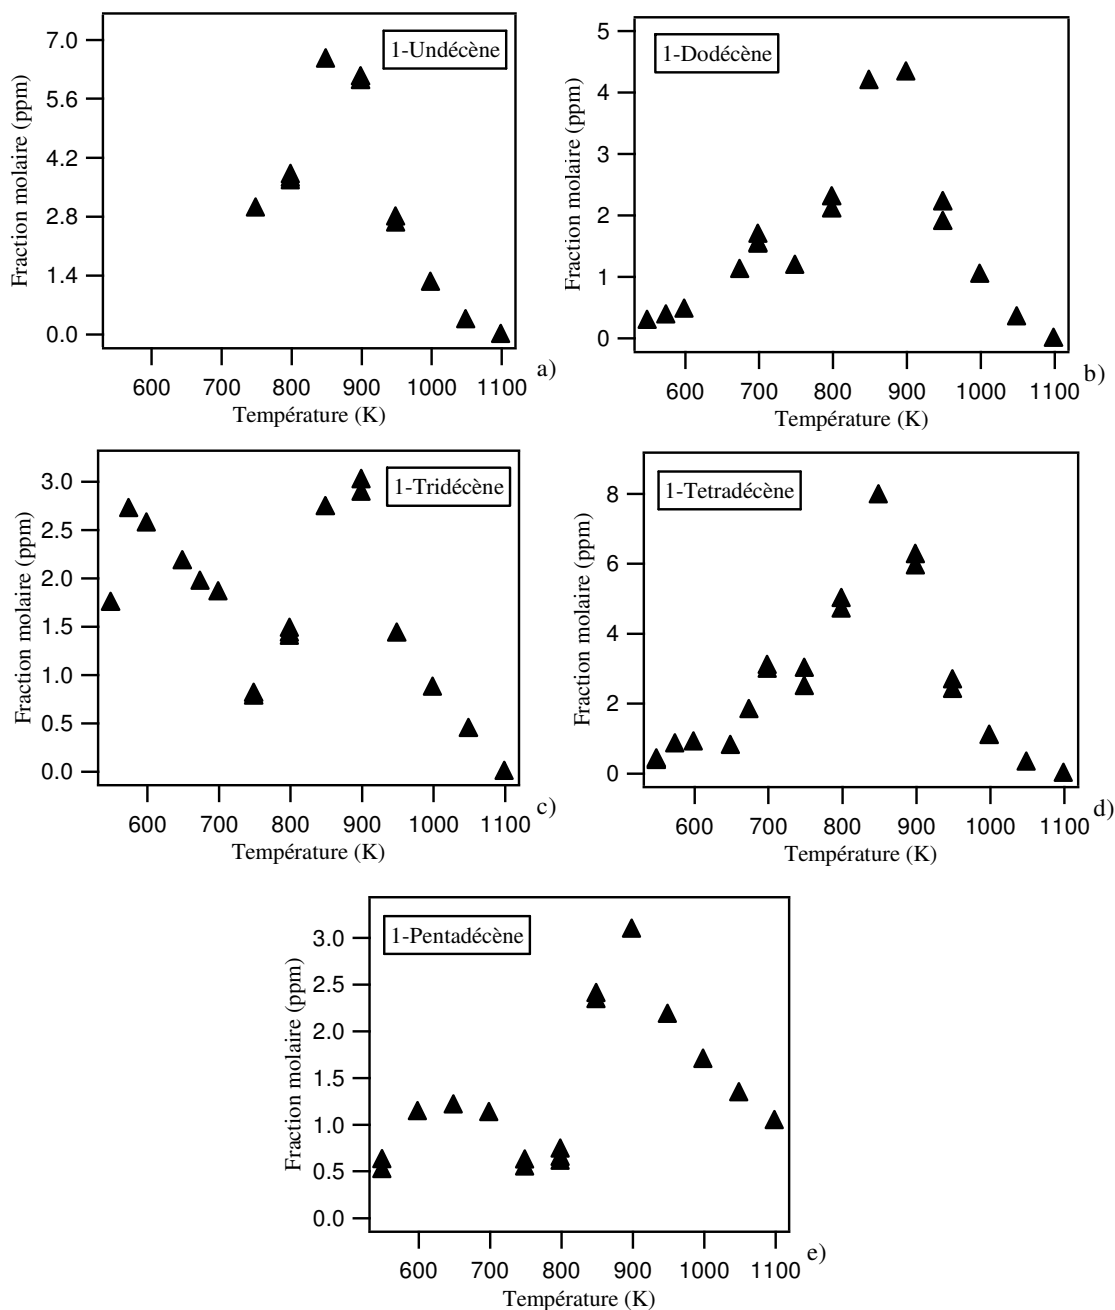 1-Undécène
Fraction molaire (ppm)
7.0
5.6
4.2
2.8
1.4
0.0
600 700 800 900 1000 1100
Température (K)
a)
1-Dodécène
Fraction molaire (ppm)
5
4
3
2
1
0
600 700 800 900 1000 1100
Température (K)
b)
1-Tridécène
Fraction molaire (ppm)
3.0
2.5
2.0
1.5
1.0
0.5
0.0
600 700 800 900 1000 1100
Température (K)
c)
1-Tetradécène
Fraction molaire (ppm)
8
6
4
2
0
600 700 800 900 1000 1100
Température (K)
d)
1-Pentadécène
Fraction molaire (ppm)
3.0
2.5
2.0
1.5
1.0
0.5
0.0
600 700 800 900 1000 1100
Température (K)
e)